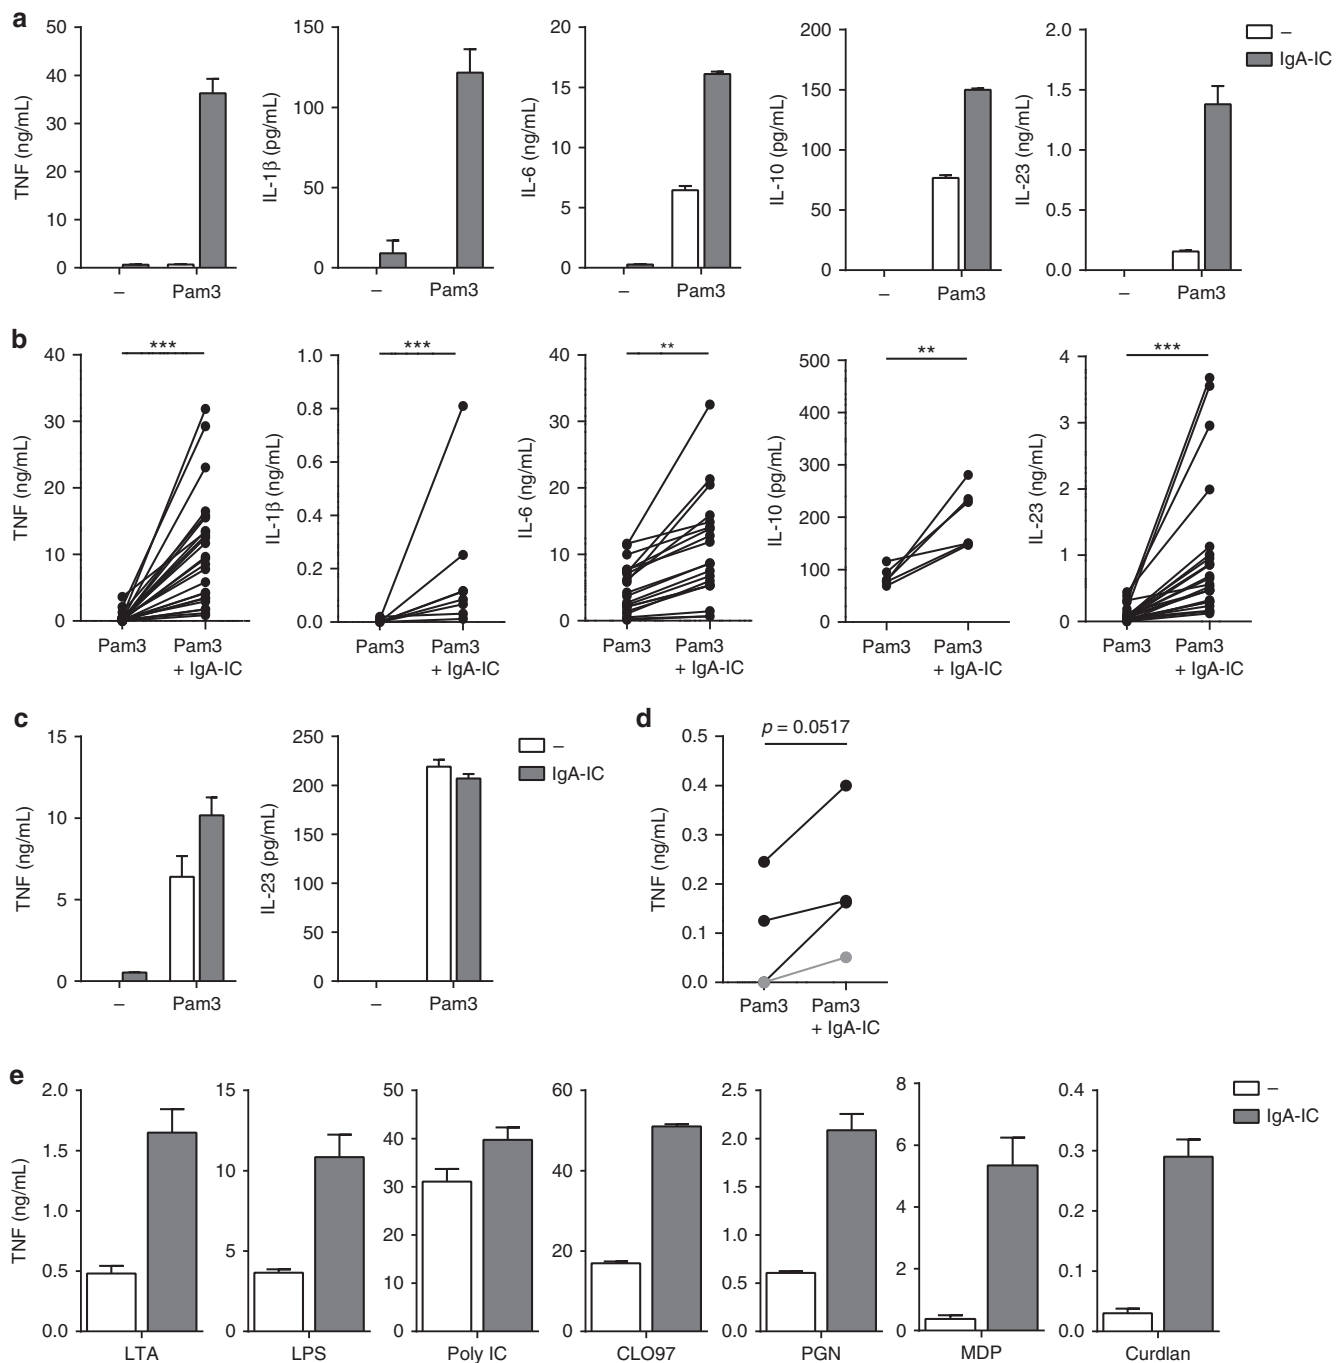 a
TNF (ng/mL)
50
40
30
20
10
0
–
Pam3
IL-1β (pg/mL)
150
100
50
0
–
Pam3
IL-6 (ng/mL)
20
15
10
5
0
–
Pam3
IL-10 (pg/mL)
200
150
100
50
0
–
Pam3
IL-23 (ng/mL)
2.0
1.5
1.0
0.5
0.0
–
Pam3
–
IgA-IC
b
TNF (ng/mL)
40
30
20
10
0
***
Pam3
Pam3
+ IgA-IC
IL-1β (ng/mL)
1.0
0.8
0.6
0.4
0.2
0.0
***
Pam3
Pam3
+ IgA-IC
IL-6 (ng/mL)
40
30
20
10
0
**
Pam3
Pam3
+ IgA-IC
IL-10 (pg/mL)
500
400
300
200
100
0
**
Pam3
Pam3
+ IgA-IC
IL-23 (ng/mL)
4
3
2
1
0
***
Pam3
Pam3
+ IgA-IC
c
TNF (ng/mL)
15
10
5
0
–
Pam3
IL-23 (pg/mL)
250
200
150
100
50
0
–
Pam3
–
IgA-IC
d
TNF (ng/mL)
0.5
0.4
0.3
0.2
0.1
0.0
p = 0.0517
Pam3
Pam3
+ IgA-IC
e
TNF (ng/mL)
2.0
1.5
1.0
0.5
0.0
LTA
15
10
5
0
LPS
50
40
30
20
10
0
Poly IC
60
40
20
0
CLO97
2.5
2.0
1.5
1.0
0.5
0.0
PGN
8
6
4
2
0
MDP
0.4
0.3
0.2
0.1
0.0
Curdlan
–
IgA-IC